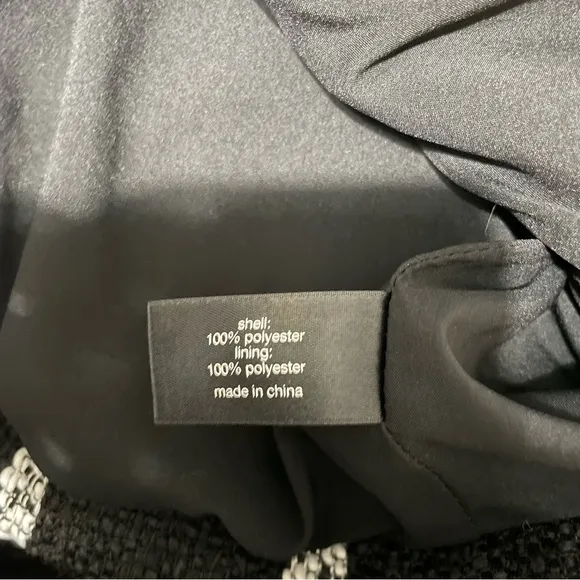 shell:
100% polyester
lining:
100% polyester
made in china